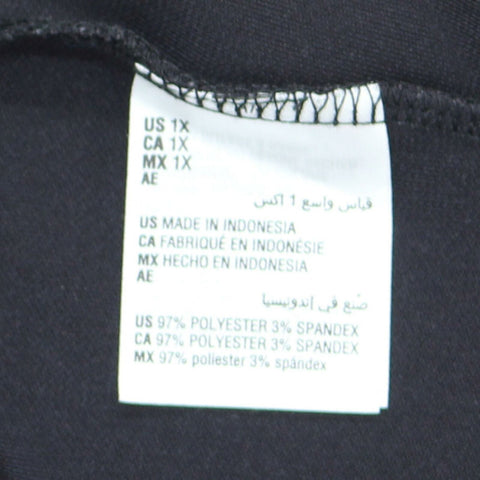 US 1X
CA 1X
MX 1X
AE
قياس واسع 1 اكس
US MADE IN INDONESIA
CA FABRIQUÉ EN INDONÉSIE
MX HECHO EN INDONESIA
AE
صنع في إندونيسيا
US 97% POLYESTER 3% SPANDEX
CA 97% POLYESTER 3% SPANDEX
MX 97% poliester 3% spándex